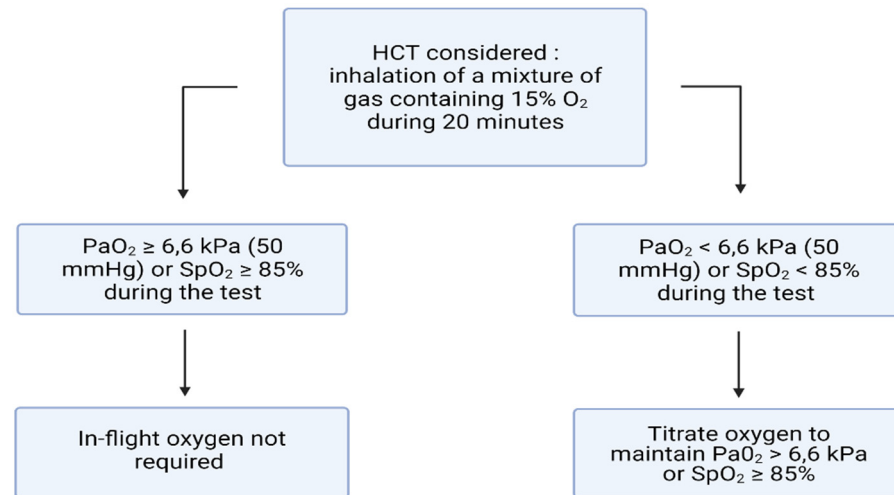 HCT considered :
inhalation of a mixture of
gas containing 15% O₂
during 20 minutes
PaO₂ ≥ 6,6 kPa (50
mmHg) or SpO₂ ≥ 85%
during the test
PaO₂ < 6,6 kPa (50
mmHg) or SpO₂ < 85%
during the test
In-flight oxygen not
required
Titrate oxygen to
maintain Pa0₂ > 6,6 kPa
or SpO₂ ≥ 85%